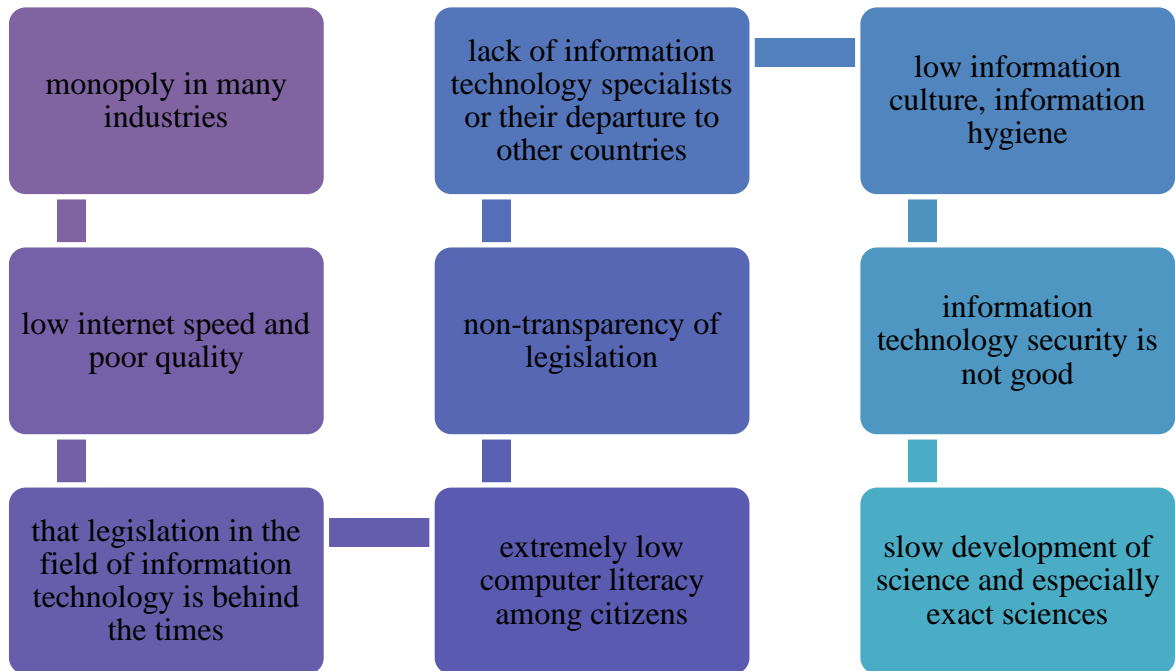 monopoly in many
industries
low internet speed and
poor quality
that legislation in the
field of information
technology is behind
the times
extremely low
computer literacy
among citizens
non-transparency of
legislation
lack of information
technology specialists
or their departure to
other countries
low information
culture, information
hygiene
information
technology security is
not good
slow development of
science and especially
exact sciences